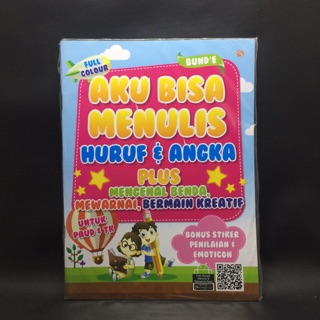 FULL
COLOUR
BUND'E
AKU BISA
MENULIS
HURUF & ANGKA
PLUS
MENGENAL BENDA,
MEWARNAI, BERMAIN KREATIF
UNTUK
PAUD & TK
BONUS STIKER
PENILAIAN &
EMOTICON